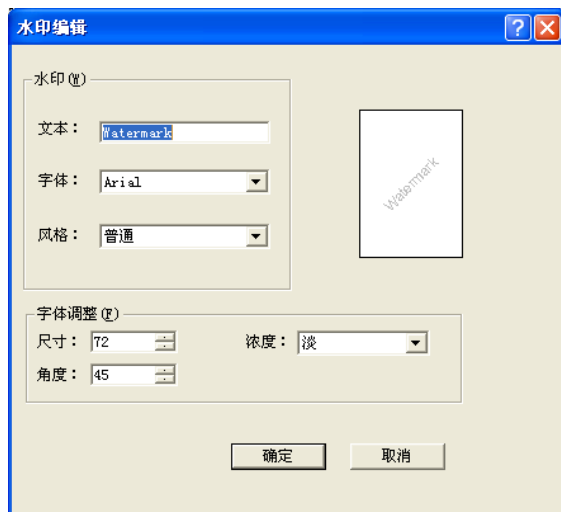 水印编辑
水印(W)
文本： Watermark
字体： Arial
风格： 普通
Watermark
字体调整(F)
尺寸： 72 浓度： 淡
角度： 45
确定 取消